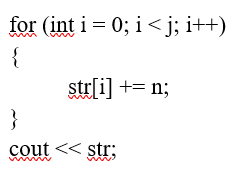 for (int i = 0; i < j; i++)
{
str[i] += n;
}
cout << str;